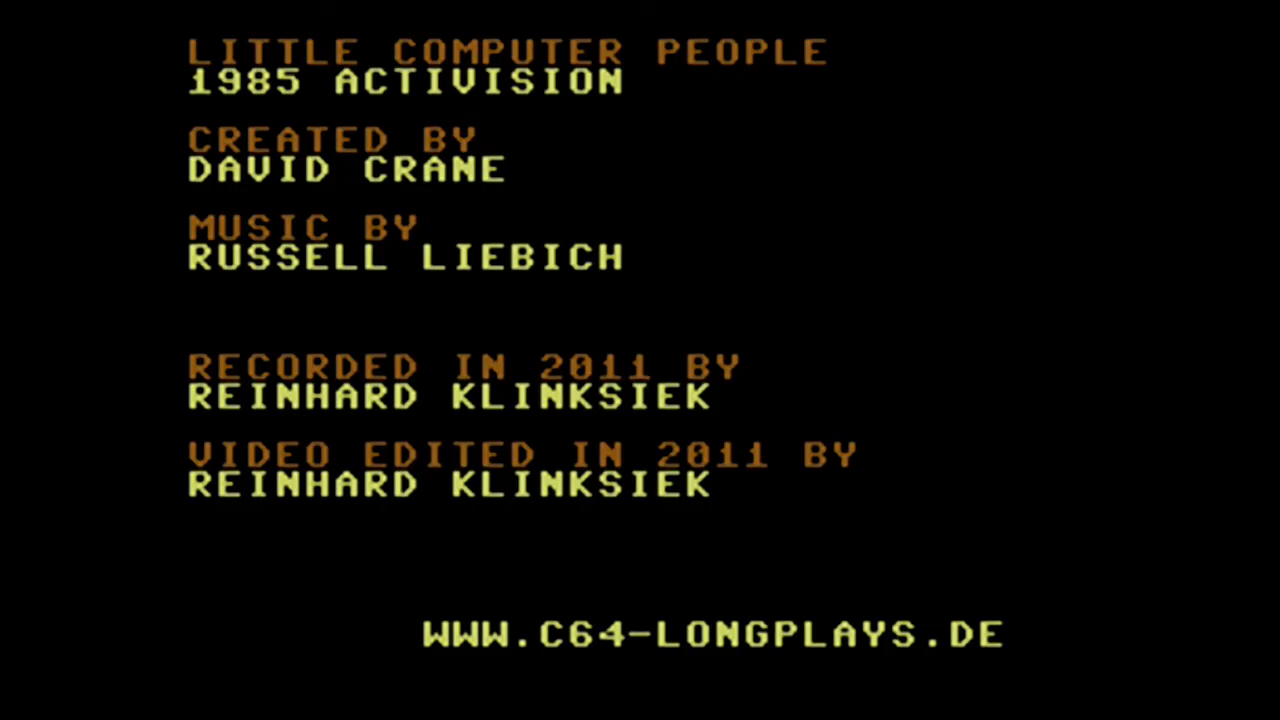 LITTLE COMPUTER PEOPLE
1985 ACTIVISION
CREATED BY
DAVID CRANE
MUSIC BY
RUSSELL LIEBICH
RECORDED IN 2011 BY
REINHARD KLINKSIEK
VIDEO EDITED IN 2011 BY
REINHARD KLINKSIEK
WWW.C64-LONGPLAYS.DE